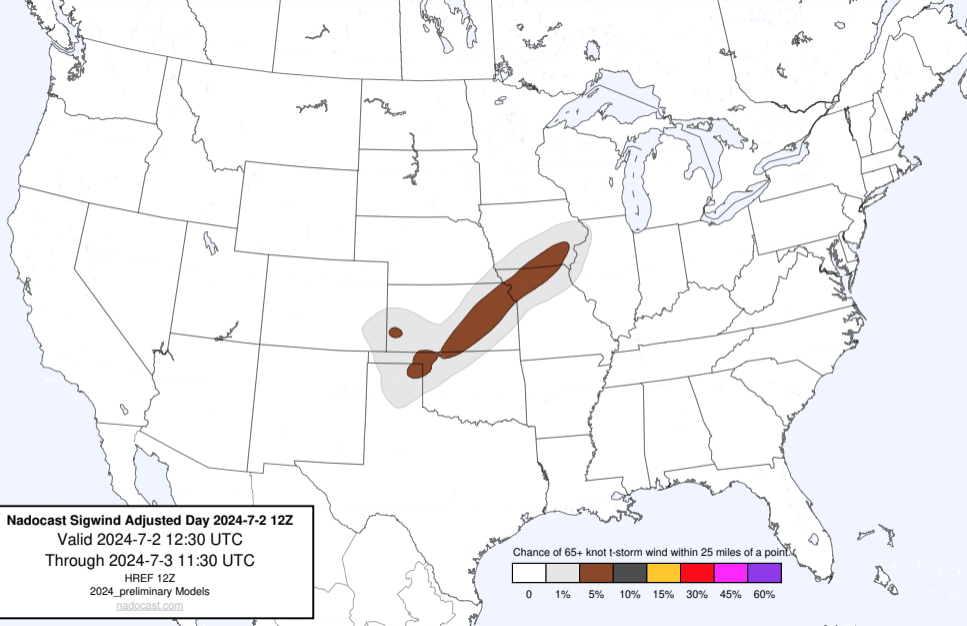 Nadocast Sigwind Adjusted Day 2024-7-2 12Z
Valid 2024-7-2 12:30 UTC
Through 2024-7-3 11:30 UTC
HREF 12Z
2024_preliminary Models
nadocast.com
Chance of 65+ knot t-storm wind within 25 miles of a point.
0 1% 5% 10% 15% 30% 45% 60%